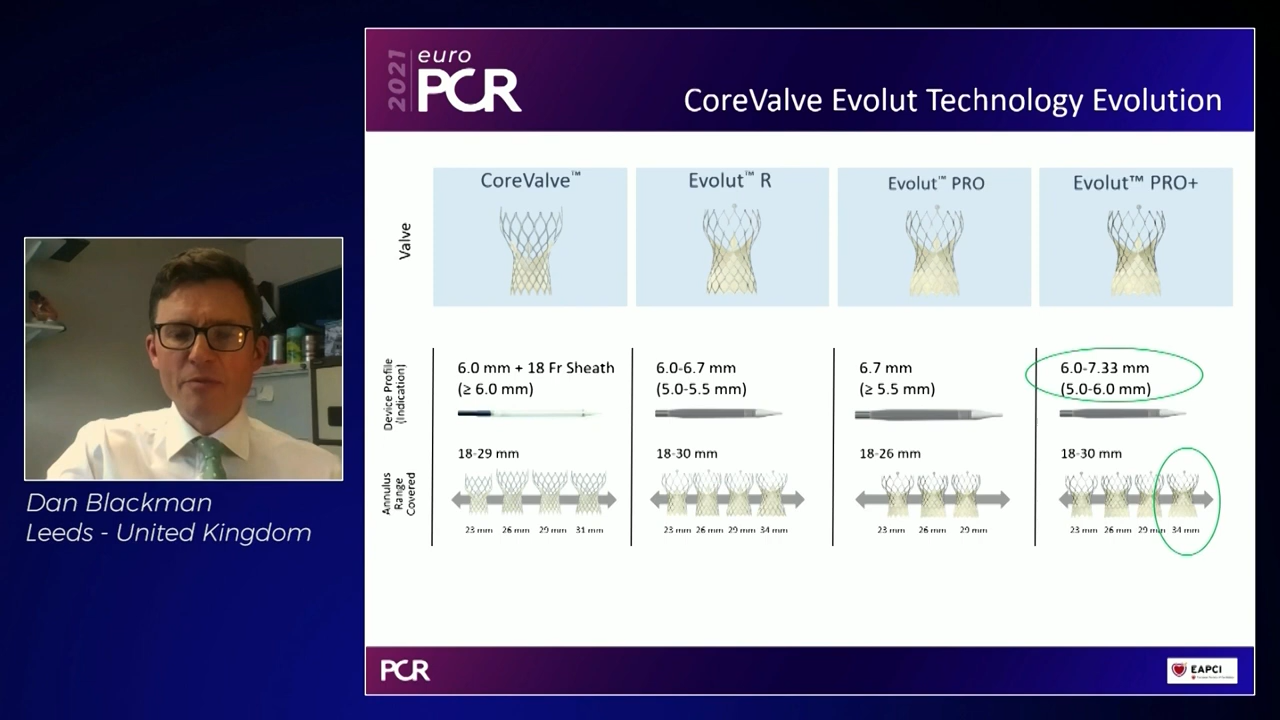 2021
euro
PCR
CoreValve Evolut Technology Evolution
CoreValve™
Evolut™ R
Evolut™ PRO
Evolut™ PRO+
Valve
Device Profile
(Indication)
6.0 mm + 18 Fr Sheath
(≥ 6.0 mm)
6.0-6.7 mm
(5.0-5.5 mm)
6.7 mm
(≥ 5.5 mm)
6.0-7.33 mm
(5.0-6.0 mm)
Annulus
Range
Covered
18-29 mm
18-30 mm
18-26 mm
18-30 mm
23 mm 26 mm 29 mm 31 mm
23 mm 26 mm 29 mm 34 mm
23 mm 26 mm 29 mm
23 mm 26 mm 29 mm 34 mm
Dan Blackman
Leeds - United Kingdom
PCR
EAPCI